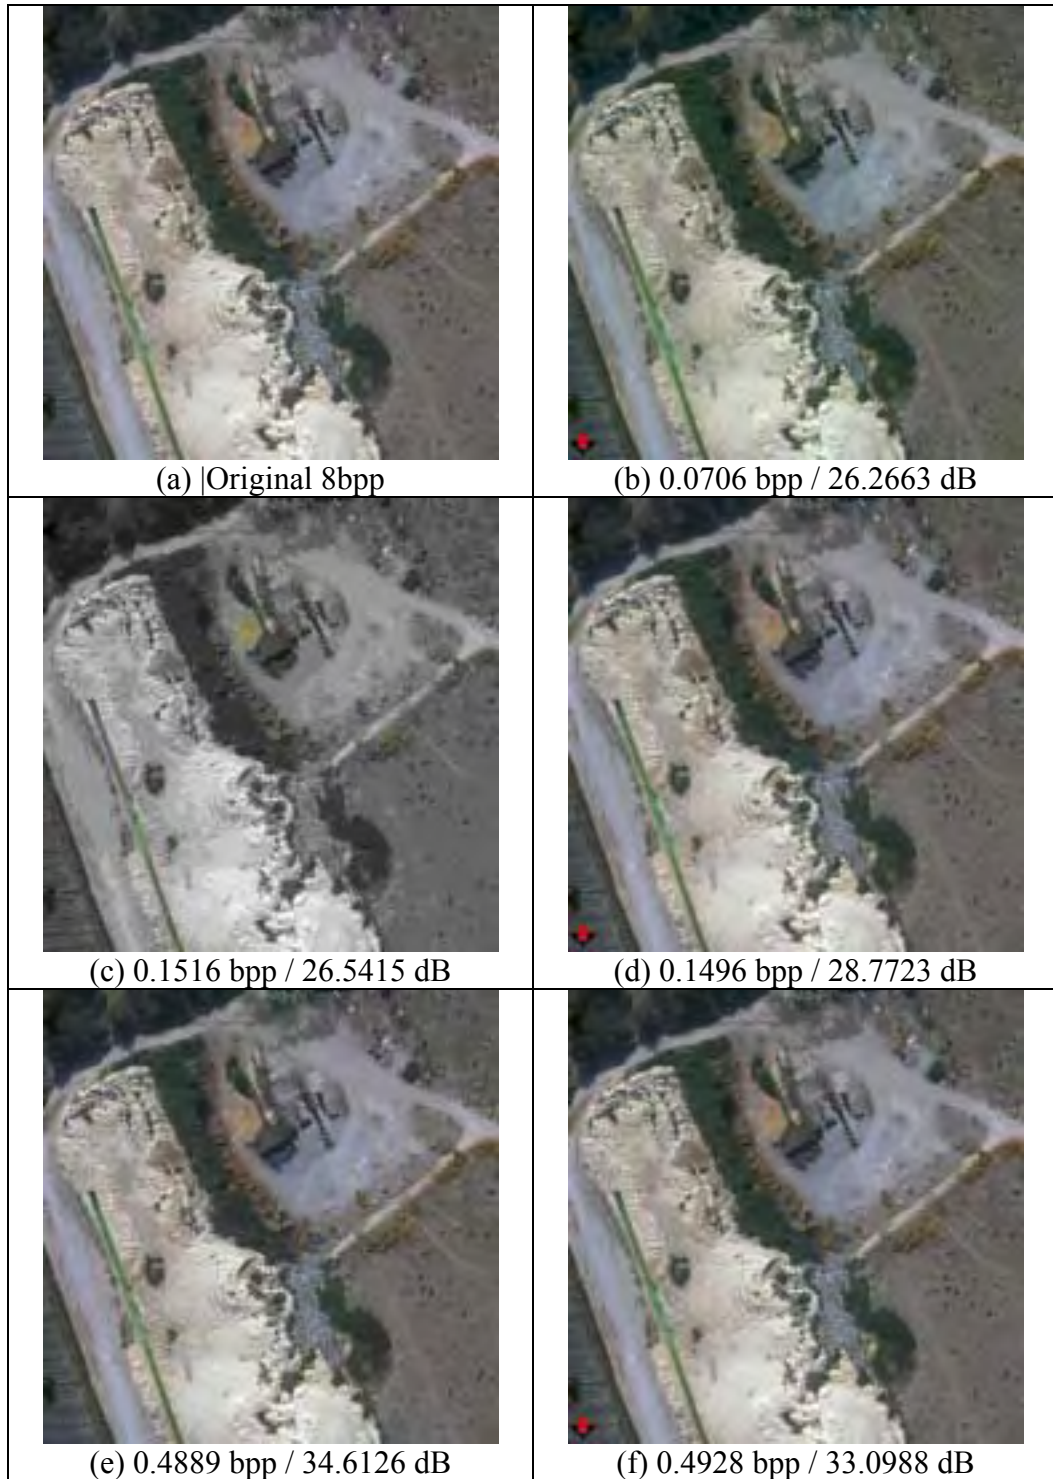 (a) |Original 8bpp
(b) 0.0706 bpp / 26.2663 dB
(c) 0.1516 bpp / 26.5415 dB
(d) 0.1496 bpp / 28.7723 dB
(e) 0.4889 bpp / 34.6126 dB
(f) 0.4928 bpp / 33.0988 dB